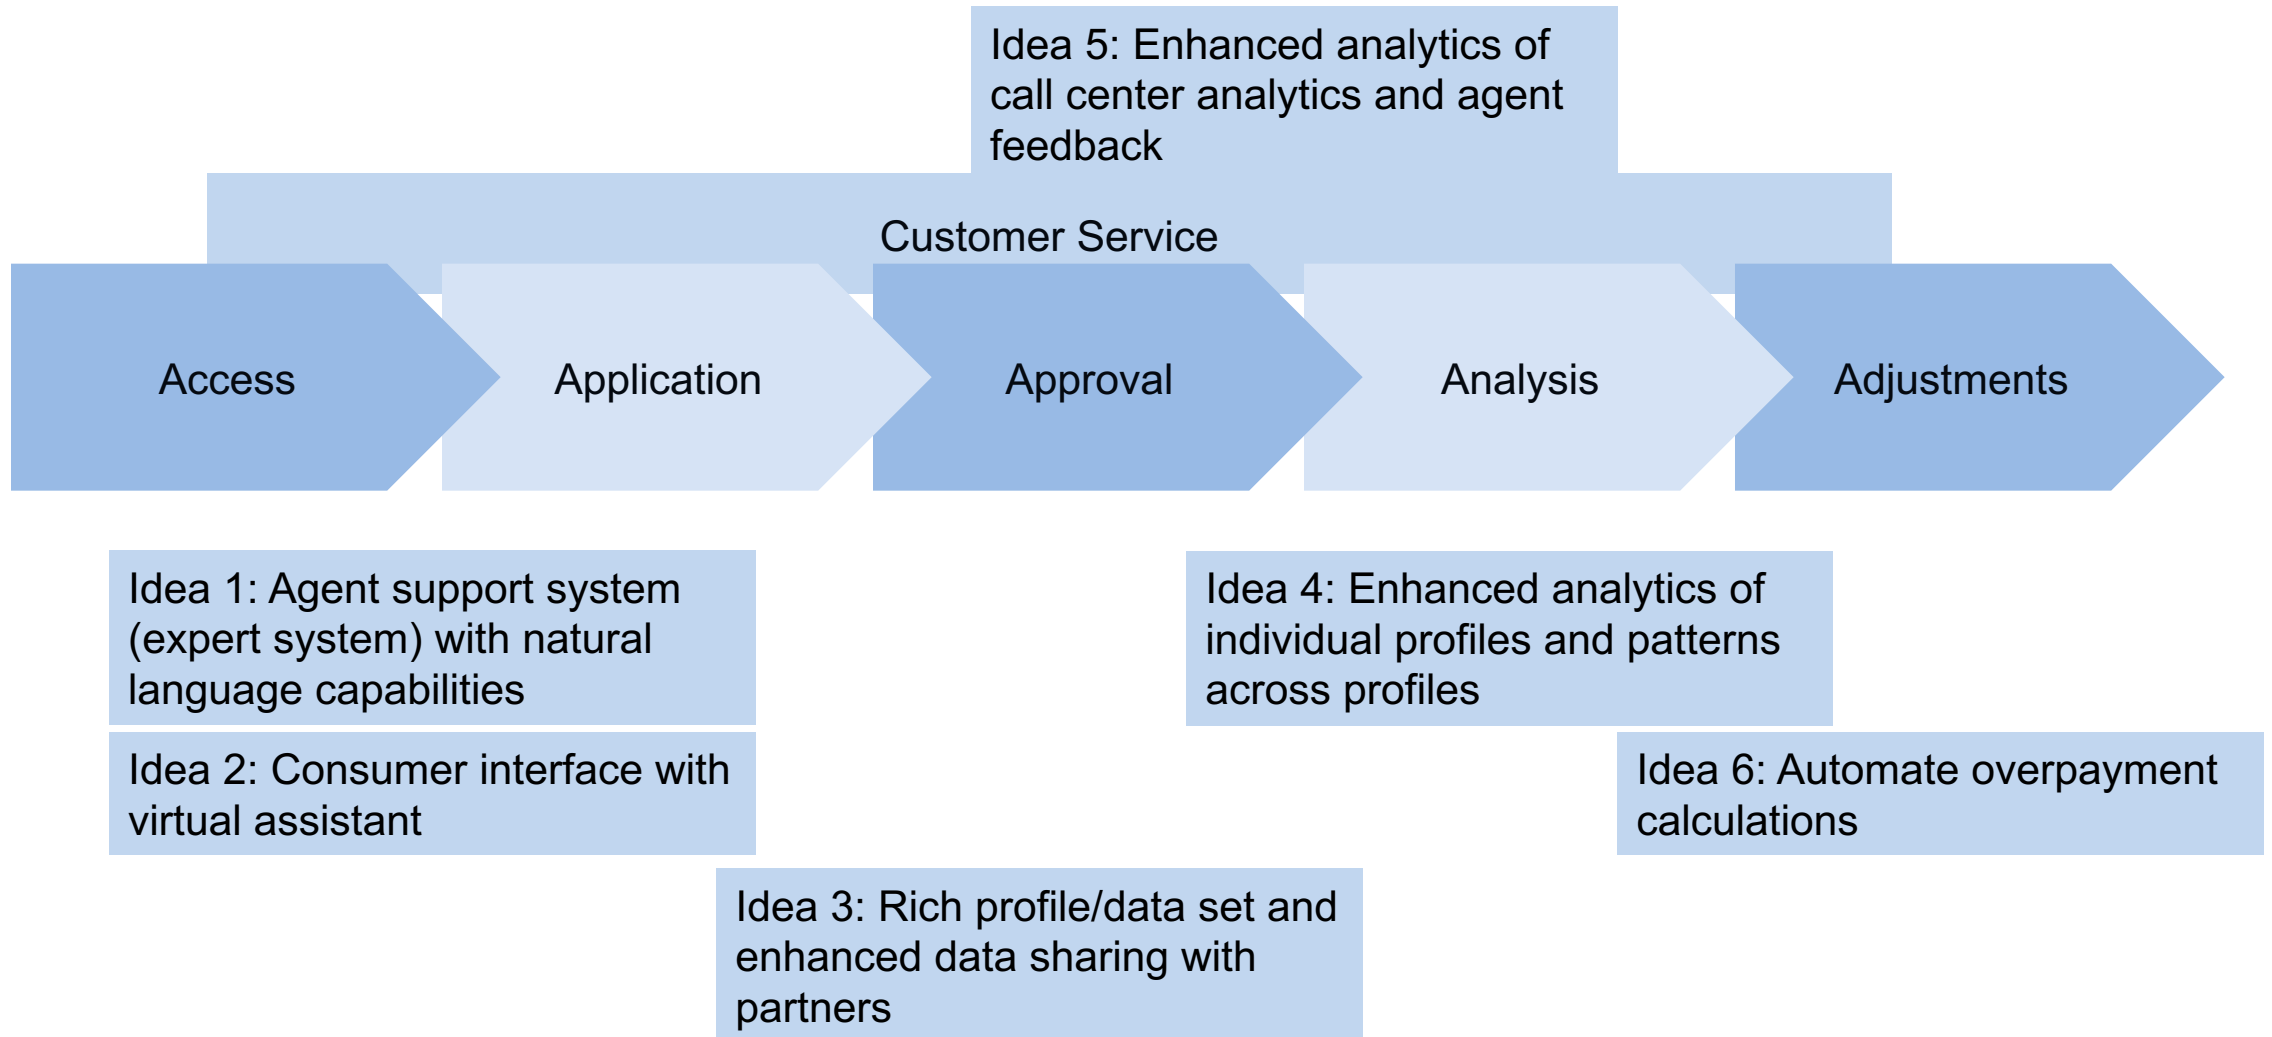 Idea 5: Enhanced analytics of
call center analytics and agent
feedback
Customer Service
Access
Application
Approval
Analysis
Adjustments
Idea 1: Agent support system
(expert system) with natural
language capabilities
Idea 2: Consumer interface with
virtual assistant
Idea 3: Rich profile/data set and
enhanced data sharing with
partners
Idea 4: Enhanced analytics of
individual profiles and patterns
across profiles
Idea 6: Automate overpayment
calculations